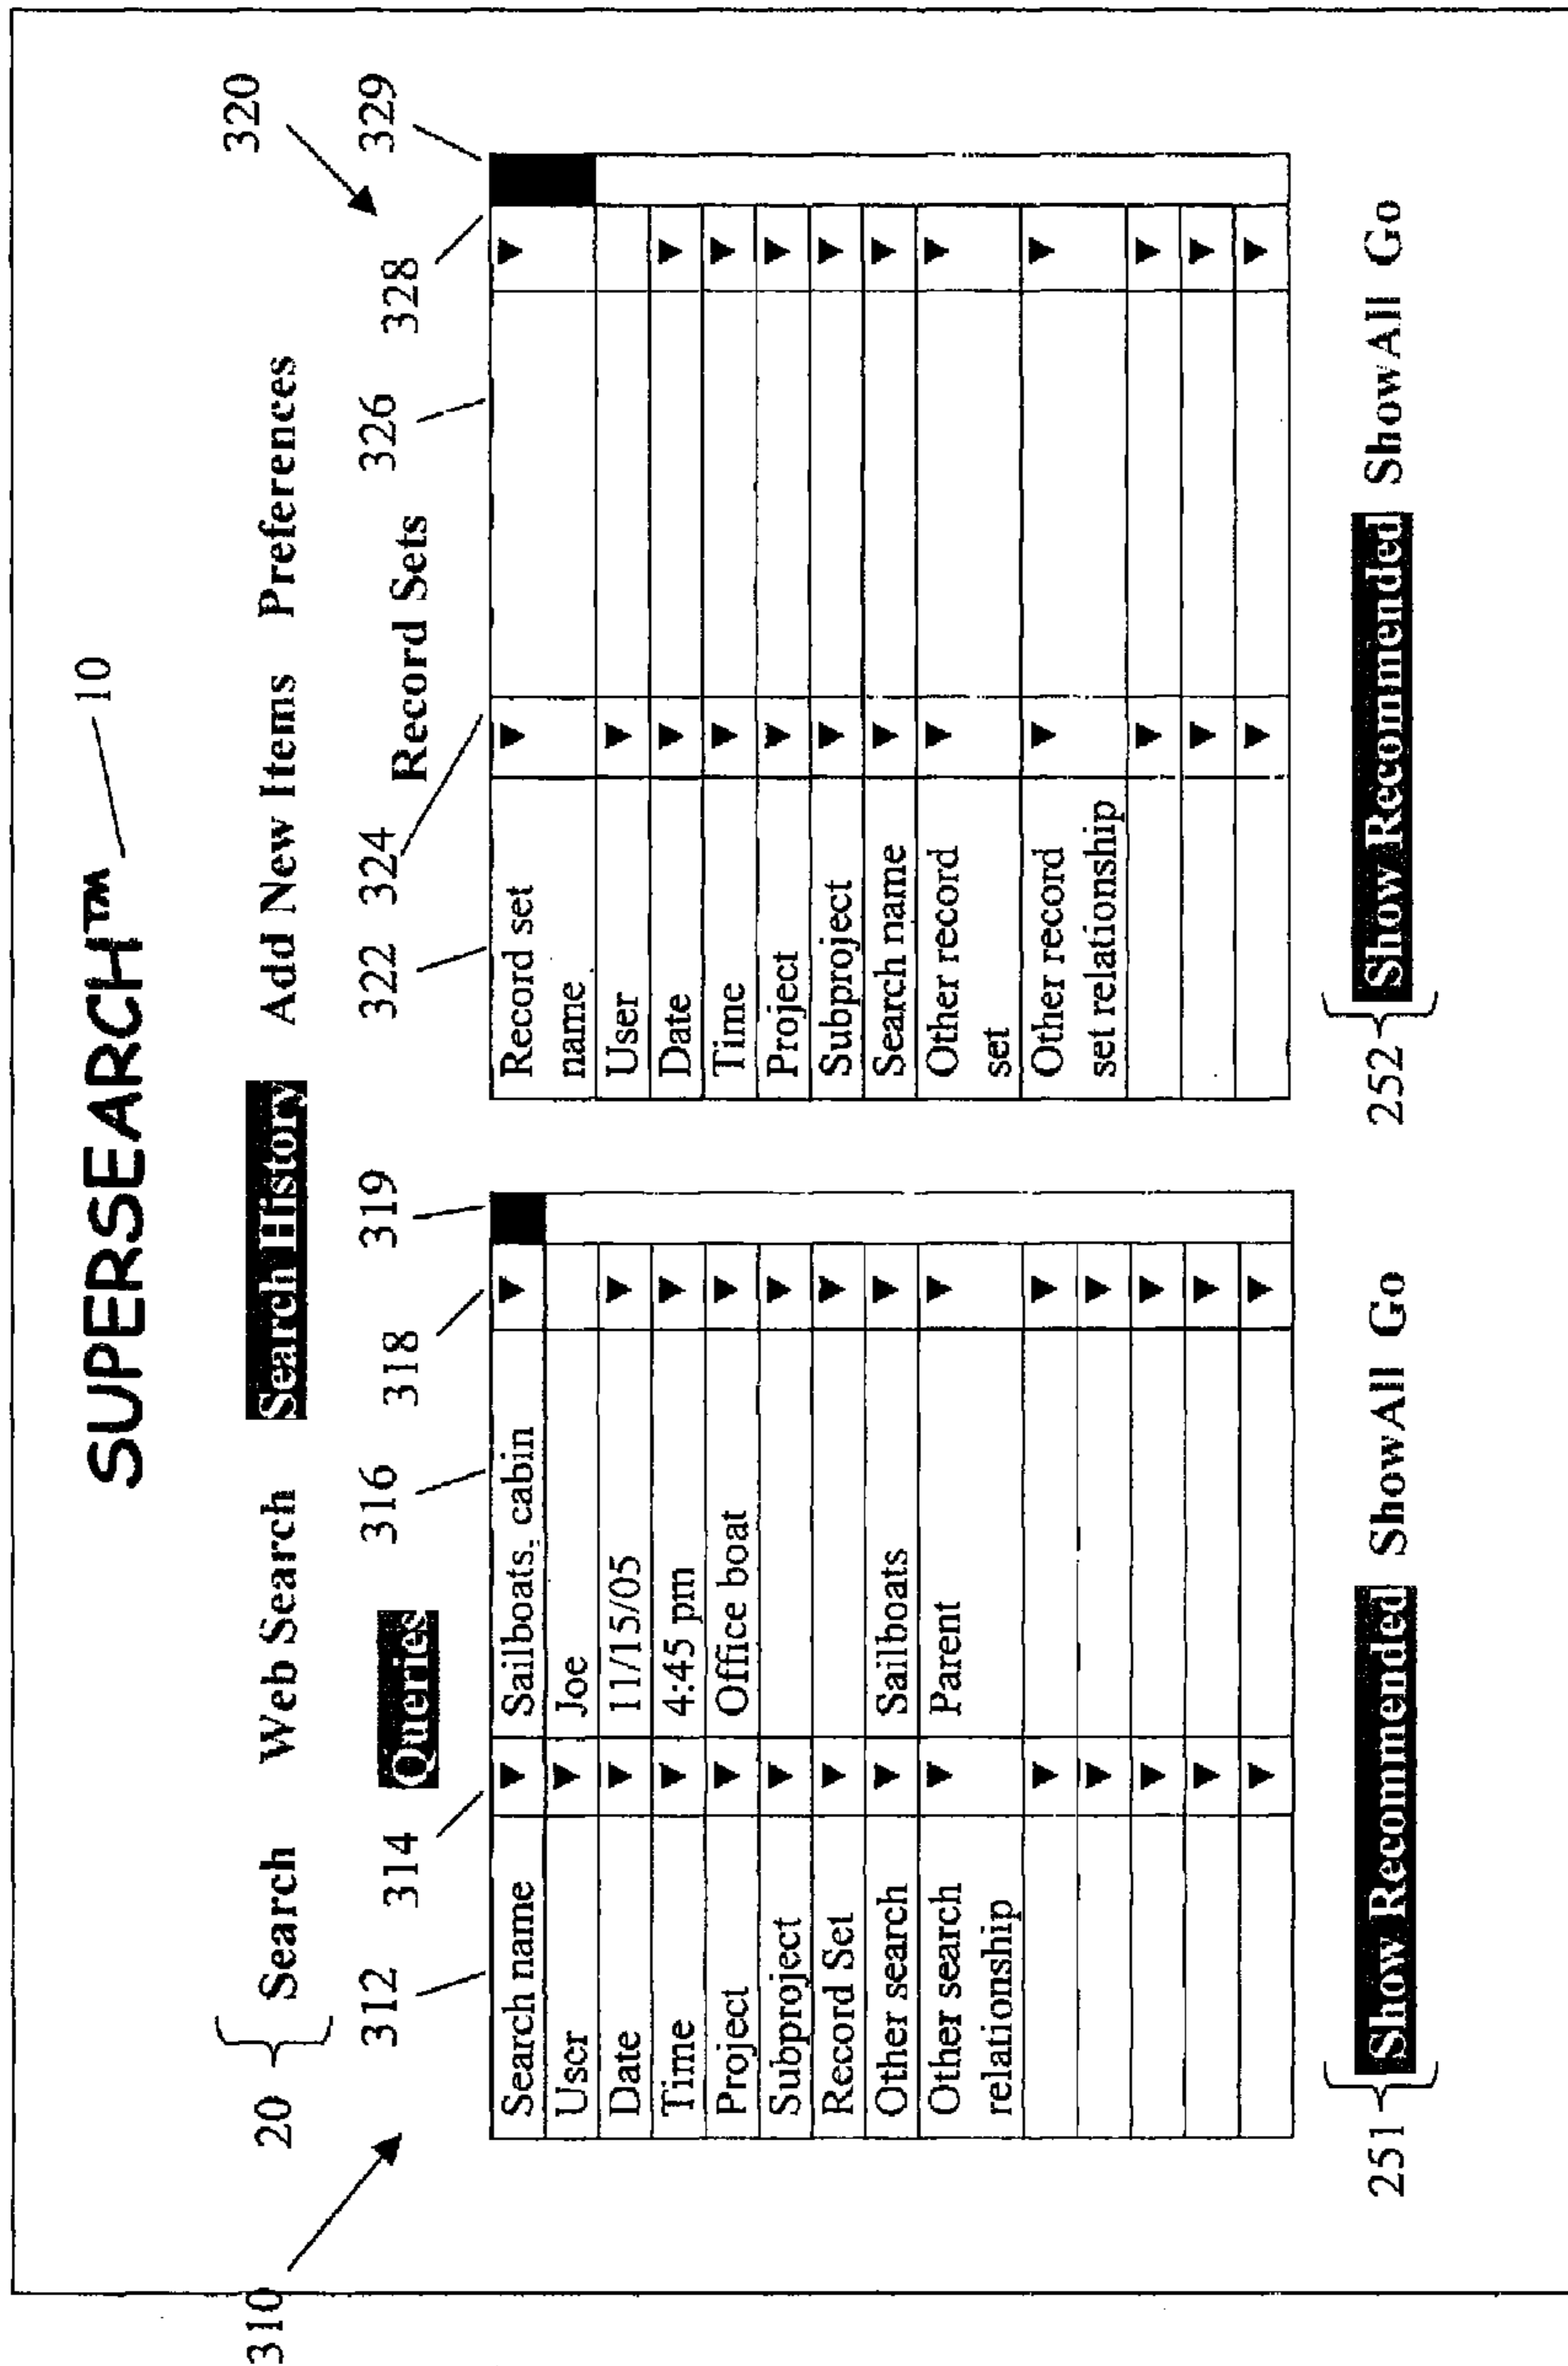 SUPERSEARCH™ 10
20 Search Web Search Search History Add New Items Preferences
310 320
312 314 Queries 316 318 319
322 324 Record Sets 326 328 329
Search name ▼ Sailboats, cabin ▼
User ▼ Joe
Date ▼ 11/15/05 ▼
Time ▼ 4:45 pm ▼
Project ▼ Office boat ▼
Subproject ▼ ▼
Record Set ▼ ▼
Other search ▼ Sailboats ▼
Other search ▼ Parent ▼
relationship
▼ ▼
▼ ▼
▼ ▼
▼ ▼
▼ ▼
Record set ▼ ▼
name
User ▼
Date ▼ ▼
Time ▼ ▼
Project ▼ ▼
Subproject ▼ ▼
Search name ▼ ▼
Other record ▼ ▼
set
Other record ▼ ▼
set relationship
▼ ▼
▼ ▼
▼ ▼
251 Show Recommended ShowAll Go
252 Show Recommended ShowAll Go